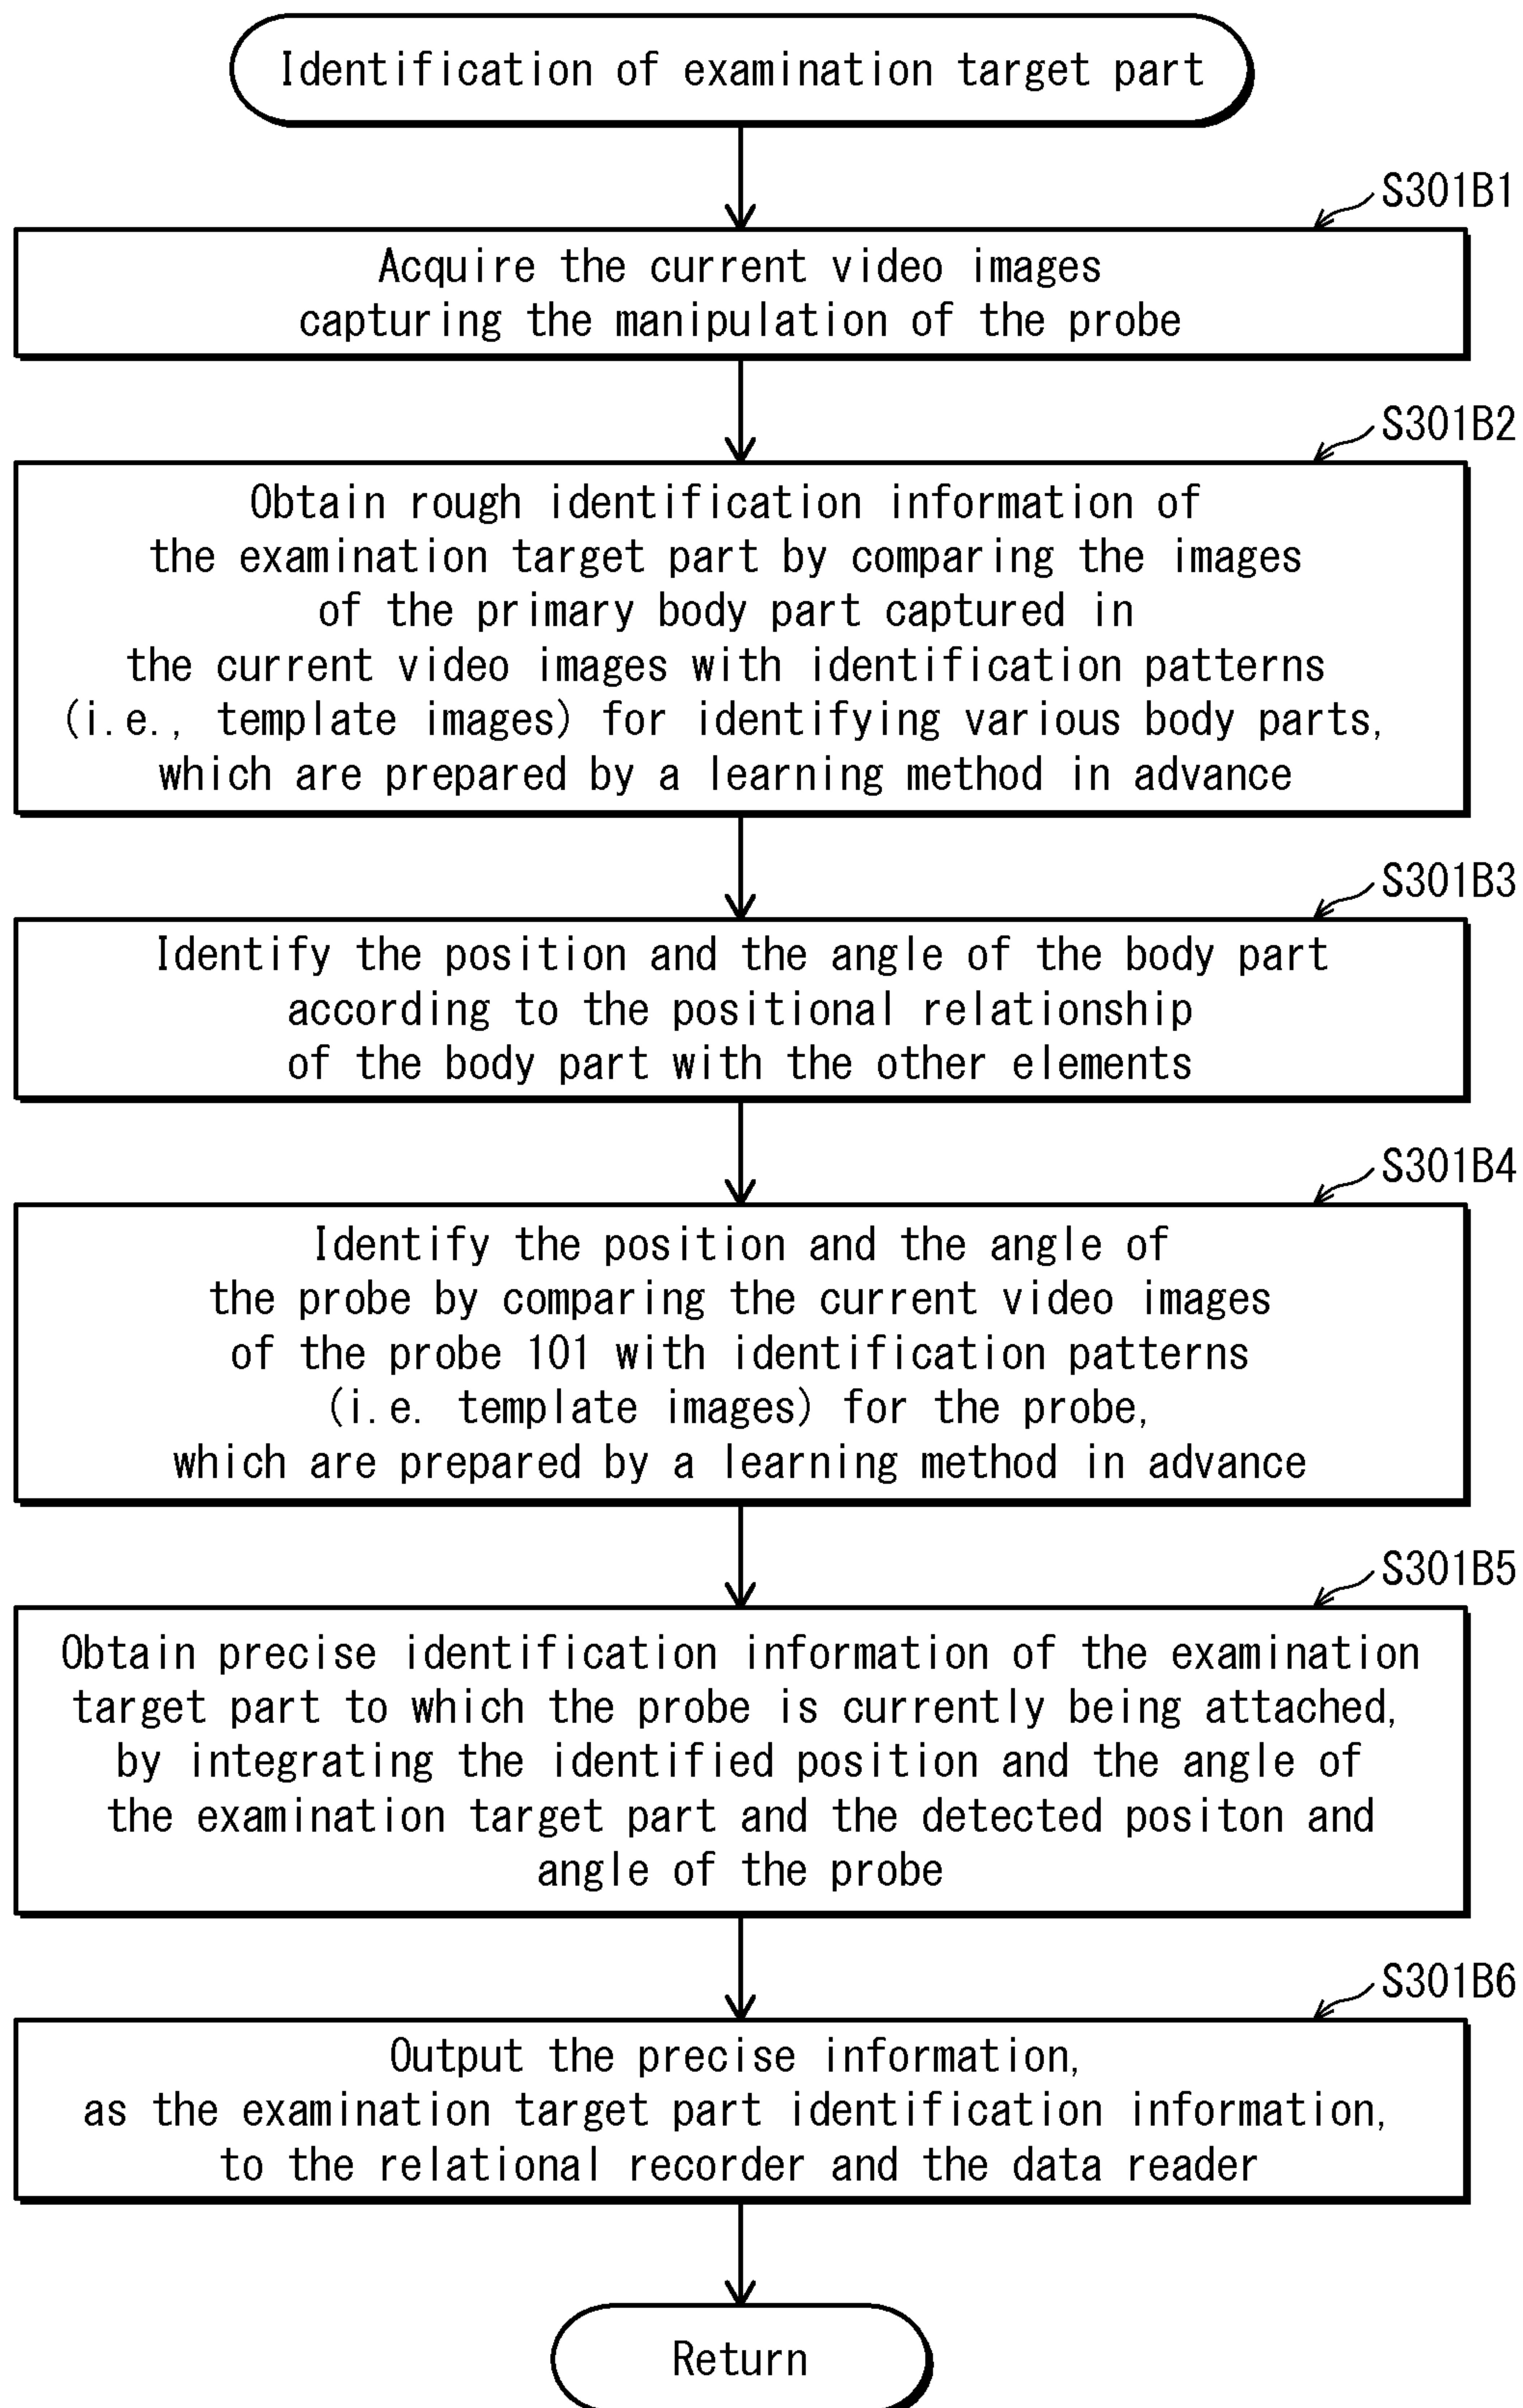 Identification of examination target part
S301B1
Acquire the current video images
capturing the manipulation of the probe
S301B2
Obtain rough identification information of
the examination target part by comparing the images
of the primary body part captured in
the current video images with identification patterns
(i.e., template images) for identifying various body parts,
which are prepared by a learning method in advance
S301B3
Identify the position and the angle of the body part
according to the positional relationship
of the body part with the other elements
S301B4
Identify the position and the angle of
the probe by comparing the current video images
of the probe 101 with identification patterns
(i.e. template images) for the probe,
which are prepared by a learning method in advance
S301B5
Obtain precise identification information of the examination
target part to which the probe is currently being attached,
by integrating the identified position and the angle of
the examination target part and the detected positon and
angle of the probe
S301B6
Output the precise information,
as the examination target part identification information,
to the relational recorder and the data reader
Return